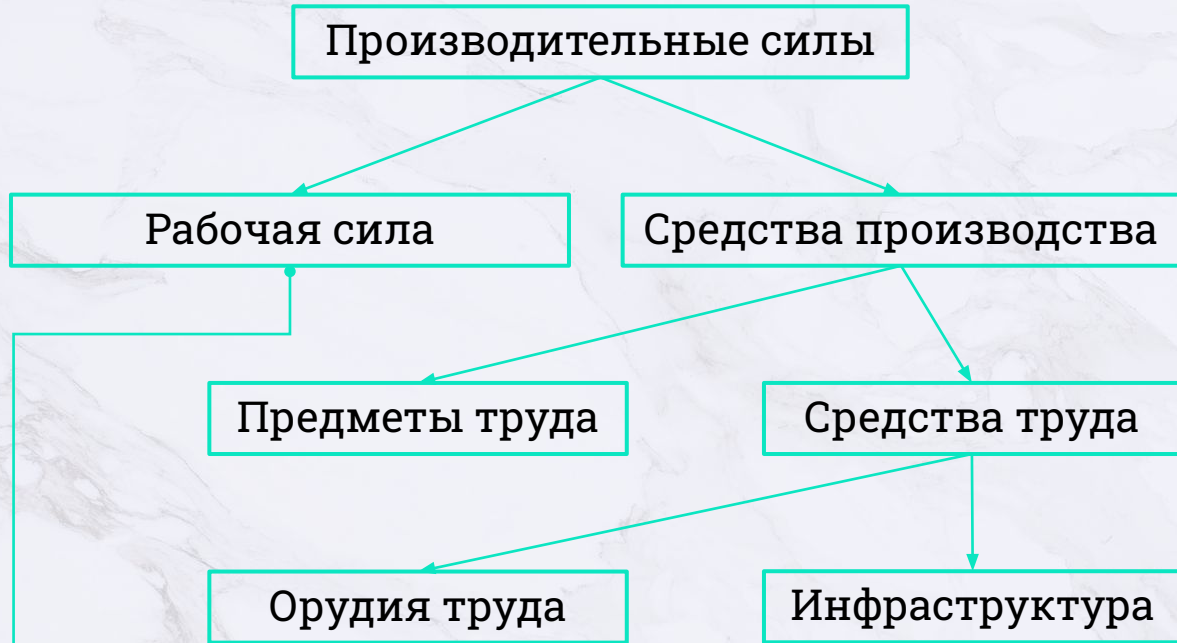 Производительные силы
Рабочая сила
Средства производства
Предметы труда
Средства труда
Орудия труда
Инфраструктура